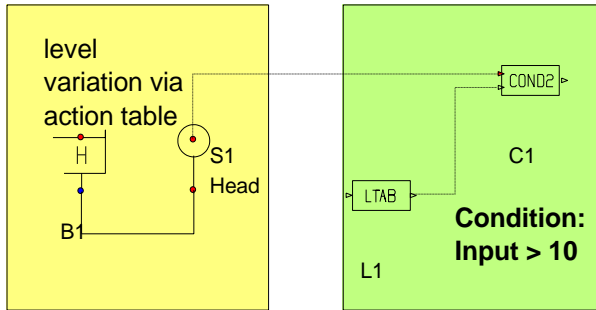 level
variation via
action table
H
S1
Head
B1
COND2
C1
LTAB
L1
Condition:
Input > 10